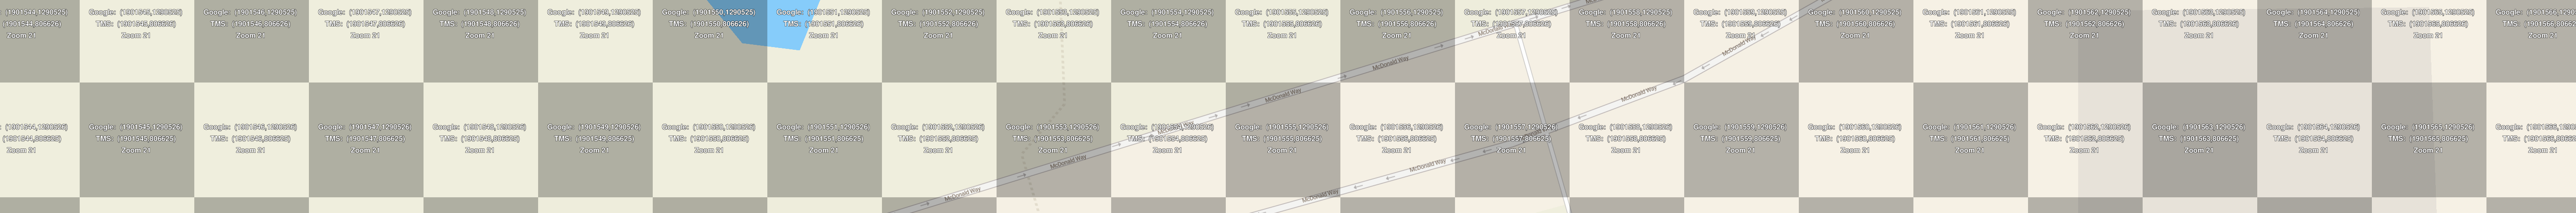 (1901544,1290525)
(1901544,806626)
Zoom 21
Google: (1901545,1290525)
TMS: (1901545,806626)
Zoom 21
Google: (1901546,1290525)
TMS: (1901546,806626)
Zoom 21
Google: (1901547,1290525)
TMS: (1901547,806626)
Zoom 21
Google: (1901548,1290525)
TMS: (1901548,806626)
Zoom 21
Google: (1901549,1290525)
TMS: (1901549,806626)
Zoom 21
Google: (1901550,1290525)
TMS: (1901550,806626)
Zoom 21
Google: (1901551,1290525)
TMS: (1901551,806626)
Zoom 21
Google: (1901552,1290525)
TMS: (1901552,806626)
Zoom 21
Google: (1901553,1290525)
TMS: (1901553,806626)
Zoom 21
Google: (1901554,1290525)
TMS: (1901554,806626)
Zoom 21
Google: (1901555,1290525)
TMS: (1901555,806626)
Zoom 21
Google: (1901556,1290525)
TMS: (1901556,806626)
Zoom 21
Google: (1901557,1290525)
TMS: (1901557,806626)
Zoom 21
Google: (1901558,1290525)
TMS: (1901558,806626)
Zoom 21
Google: (1901559,1290525)
TMS: (1901559,806626)
Zoom 21
Google: (1901560,1290525)
TMS: (1901560,806626)
Zoom 21
Google: (1901561,1290525)
TMS: (1901561,806626)
Zoom 21
Google: (1901562,1290525)
TMS: (1901562,806626)
Zoom 21
Google: (1901563,1290525)
TMS: (1901563,806626)
Zoom 21
Google: (1901564,1290525)
TMS: (1901564,806626)
Zoom 21
Google: (1901565,1290525)
TMS: (1901565,806626)
Zoom 21
Google:
TMS:
Zoom 21
McDonald Way
McDonald Way
McDonald Way
McDonald Way
: (1901544,1290526)
(1901544,806625)
Zoom 21
Google: (1901545,1290526)
TMS: (1901545,806625)
Zoom 21
Google: (1901546,1290526)
TMS: (1901546,806625)
Zoom 21
Google: (1901547,1290526)
TMS: (1901547,806625)
Zoom 21
Google: (1901548,1290526)
TMS: (1901548,806625)
Zoom 21
Google: (1901549,1290526)
TMS: (1901549,806625)
Zoom 21
Google: (1901550,1290526)
TMS: (1901550,806625)
Zoom 21
Google: (1901551,1290526)
TMS: (1901551,806625)
Zoom 21
Google: (1901552,1290526)
TMS: (1901552,806625)
Zoom 21
Google: (1901553,1290526)
TMS: (1901553,806625)
Zoom 21
Google: (1901554,1290526)
TMS: (1901554,806625)
Zoom 21
Google: (1901555,1290526)
TMS: (1901555,806625)
Zoom 21
Google: (1901556,1290526)
TMS: (1901556,806625)
Zoom 21
Google: (1901557,1290526)
TMS: (1901557,806625)
Zoom 21
Google: (1901558,1290526)
TMS: (1901558,806625)
Zoom 21
Google: (1901559,1290526)
TMS: (1901559,806625)
Zoom 21
Google: (1901560,1290526)
TMS: (1901560,806625)
Zoom 21
Google: (1901561,1290526)
TMS: (1901561,806625)
Zoom 21
Google: (1901562,1290526)
TMS: (1901562,806625)
Zoom 21
Google: (1901563,1290526)
TMS: (1901563,806625)
Zoom 21
Google: (1901564,1290526)
TMS: (1901564,806625)
Zoom 21
Google: (1901565,1290526)
TMS: (1901565,806625)
Zoom 21
Google:
TMS:
Zoom 21
McDonald Way
McDonald Way
McDonald Way
McDonald Way